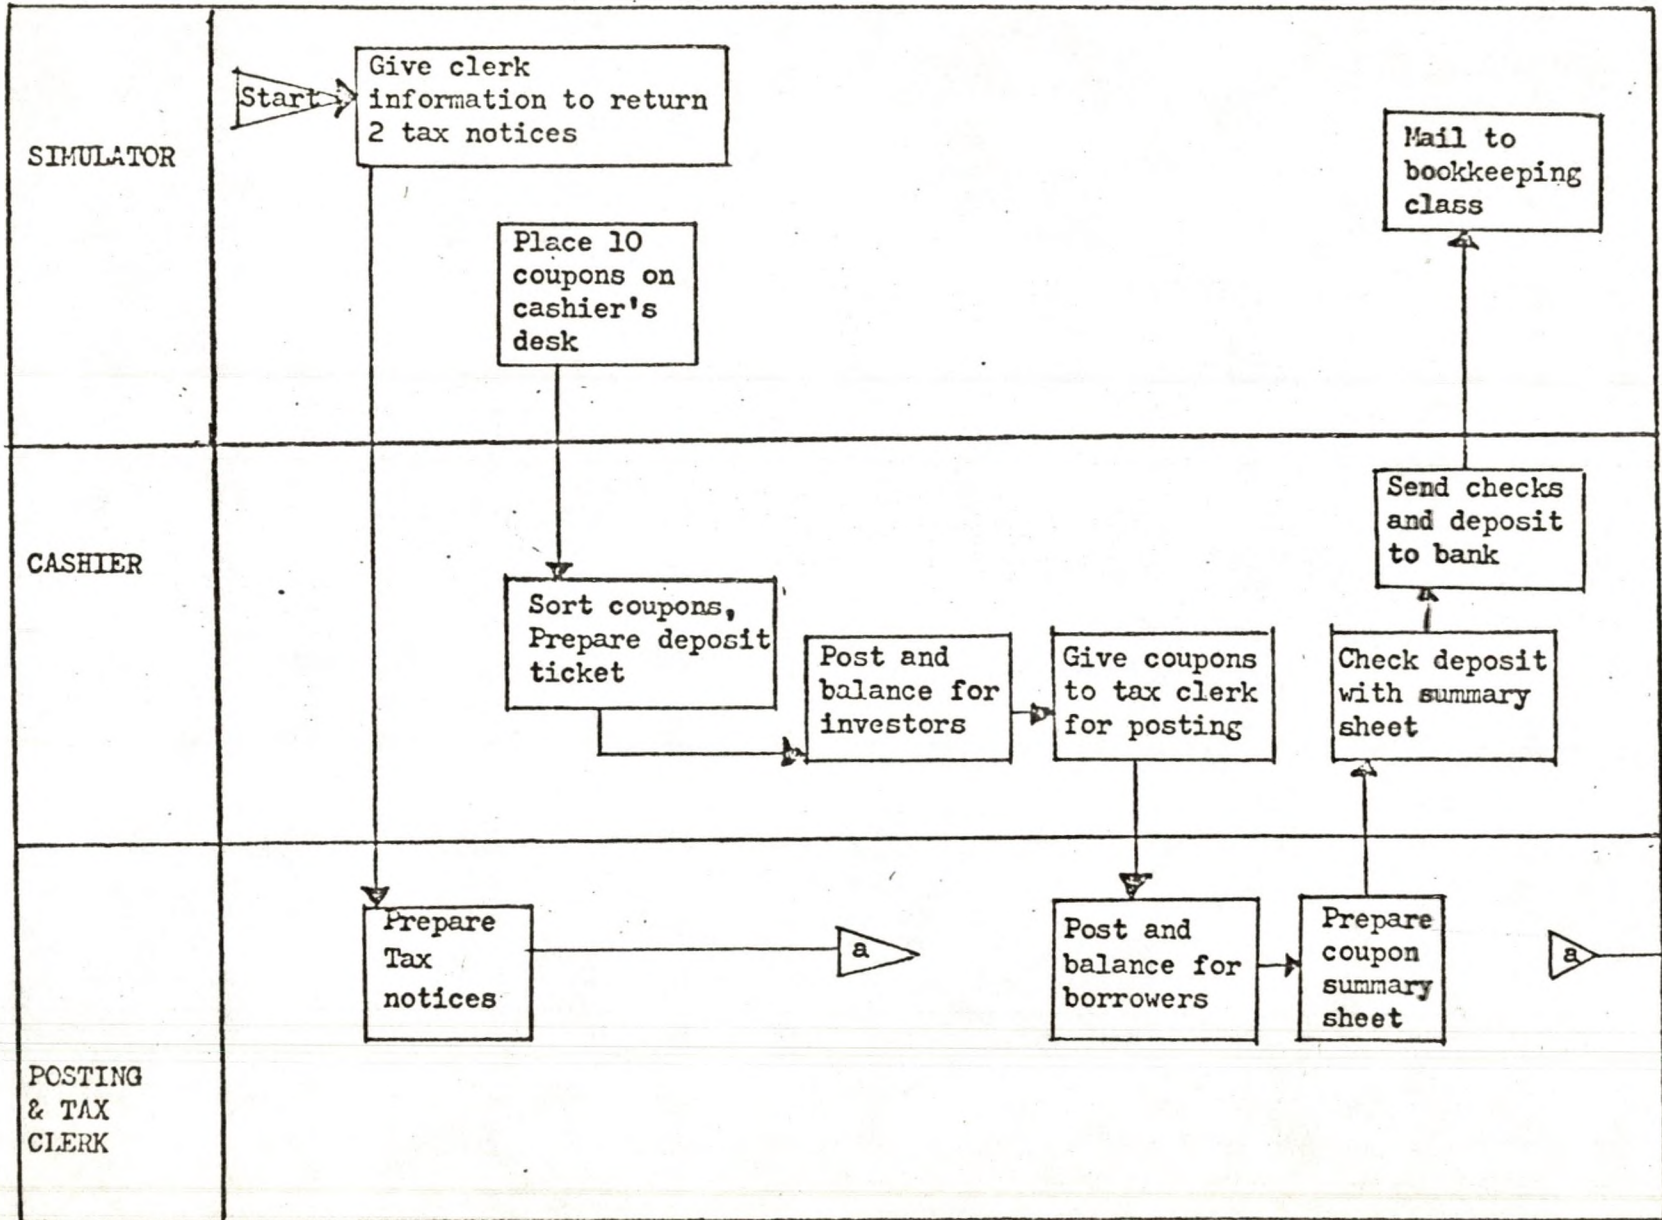 SIMULATOR
Start
Give clerk
information to return
2 tax notices
Place 10
coupons on
cashier's
desk
Mail to
bookkeeping
class
CASHIER
Sort coupons,
Prepare deposit
ticket
Post and
balance for
investors
Give coupons
to tax clerk
for posting
Check deposit
with summary
sheet
Send checks
and deposit
to bank
POSTING
& TAX
CLERK
Prepare
Tax
notices
a
Post and
balance for
borrowers
Prepare
coupon
summary
sheet
a